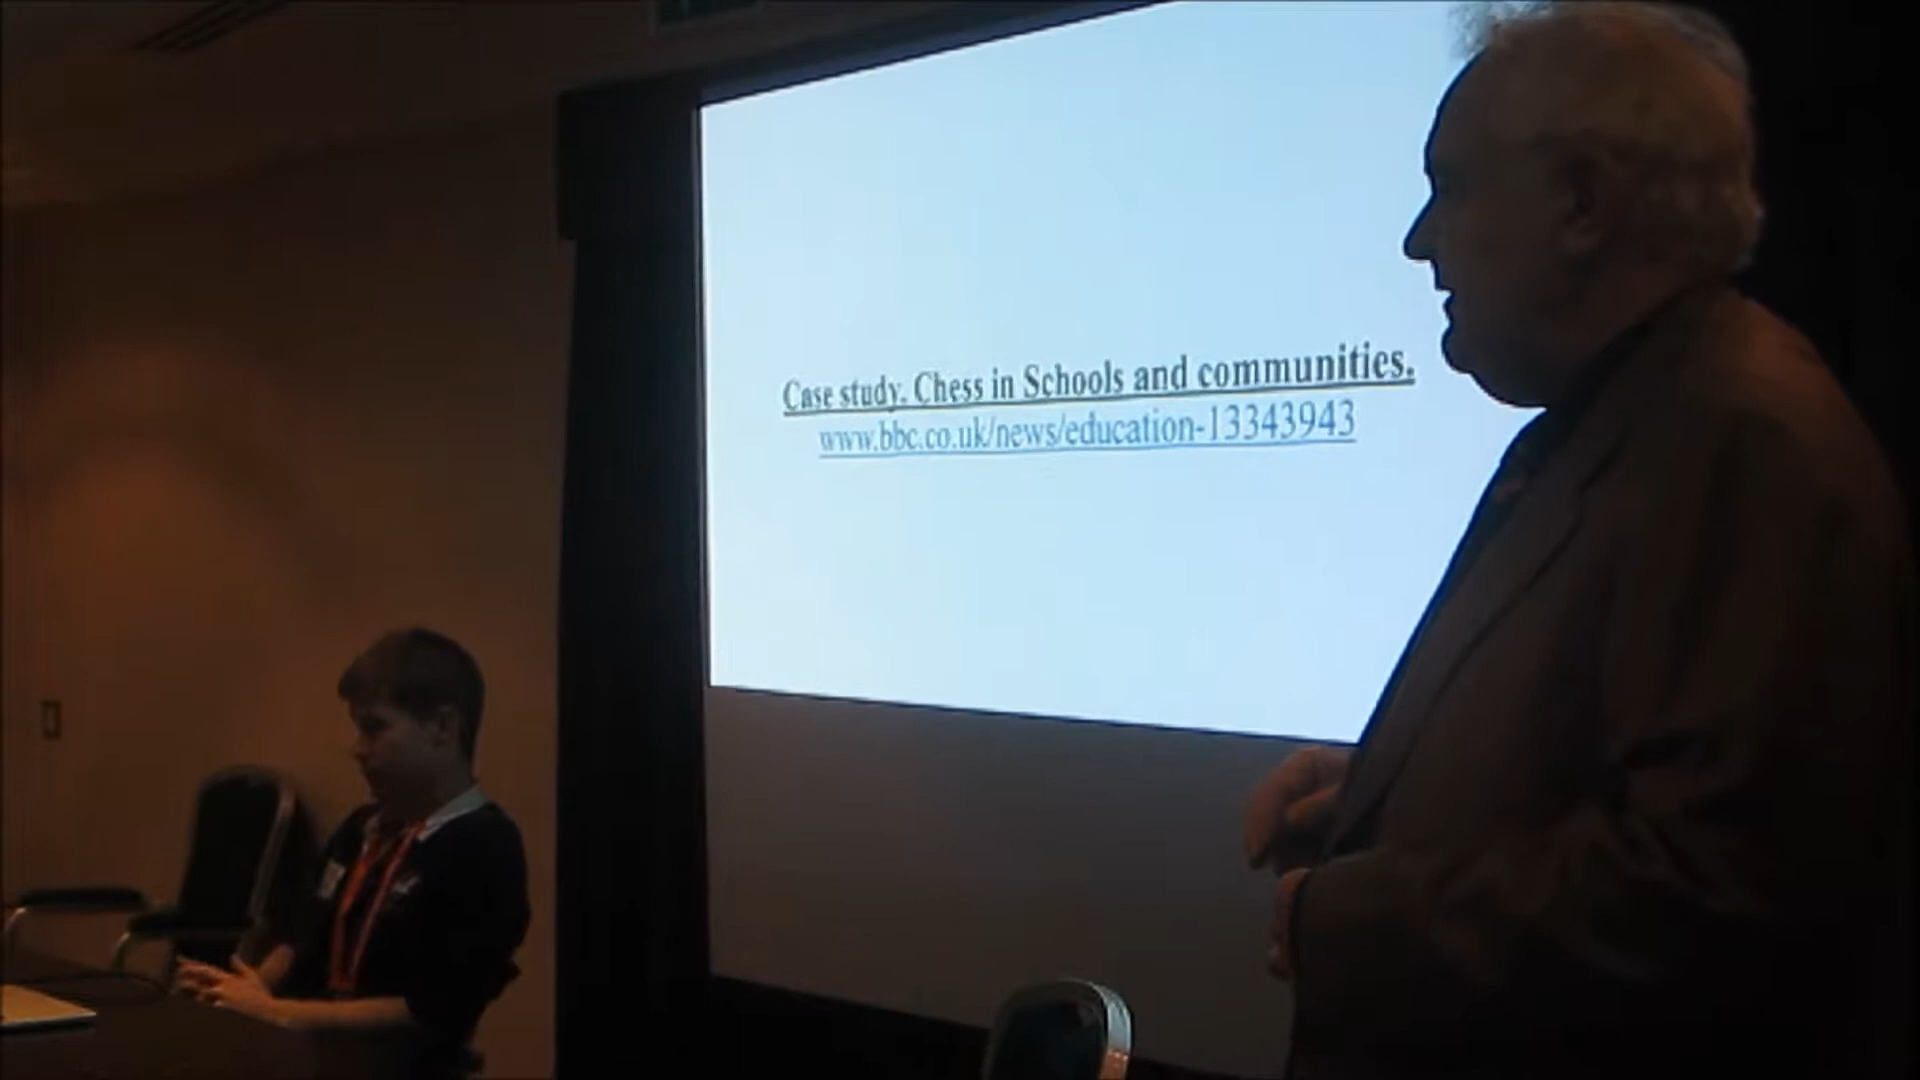 Case study. Chess in Schools and communities.
www.bbc.co.uk/news/education-13343943